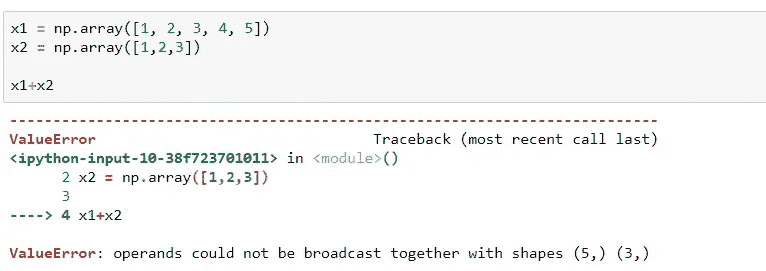 x1 = np.array([1, 2, 3, 4, 5])
x2 = np.array([1,2,3])
x1+x2
---------------------------------------------------------------------------
ValueError                                Traceback (most recent call last)
<ipython-input-10-38f723701011> in <module>()
      2 x2 = np.array([1,2,3])
      3
----> 4 x1+x2
ValueError: operands could not be broadcast together with shapes (5,) (3,)